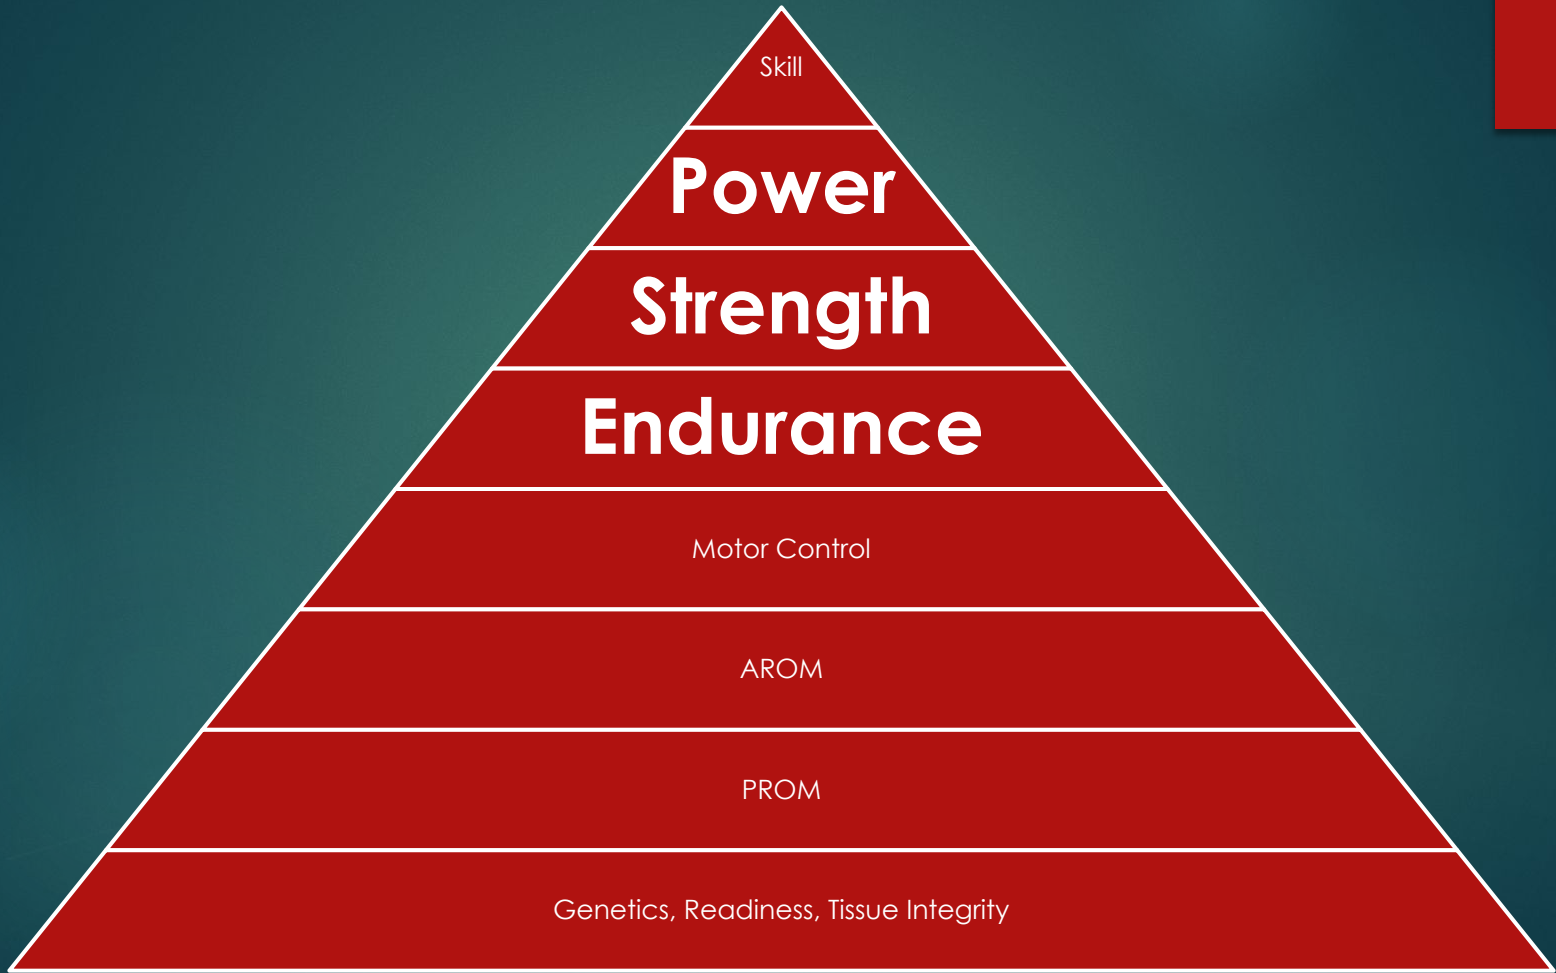 Skill
Power
Strength
Endurance
Motor Control
AROM
PROM
Genetics, Readiness, Tissue Integrity